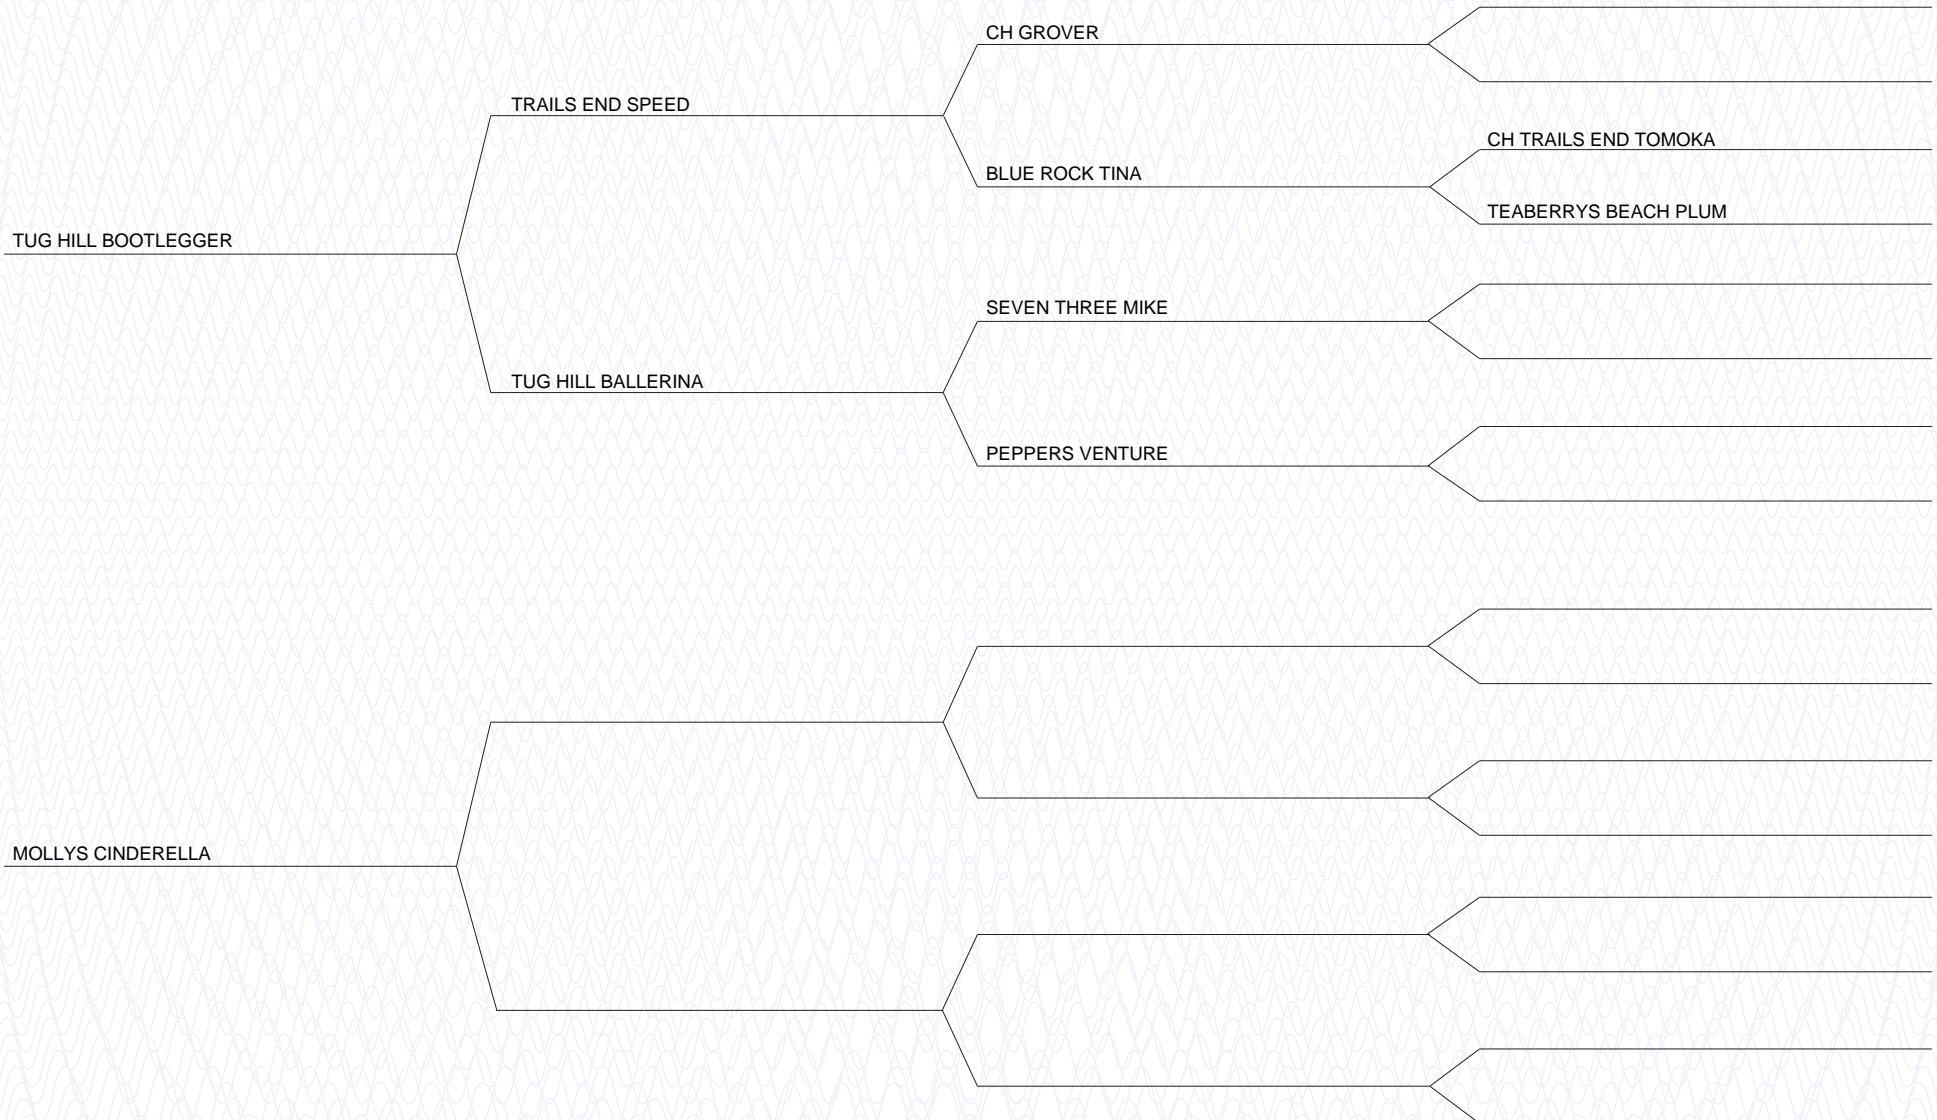 CH GROVER
TRAILS END SPEED
CH TRAILS END TOMOKA
BLUE ROCK TINA
TEABERRYS BEACH PLUM
TUG HILL BOOTLEGGER
SEVEN THREE MIKE
TUG HILL BALLERINA
PEPPERS VENTURE
MOLLYS CINDERELLA